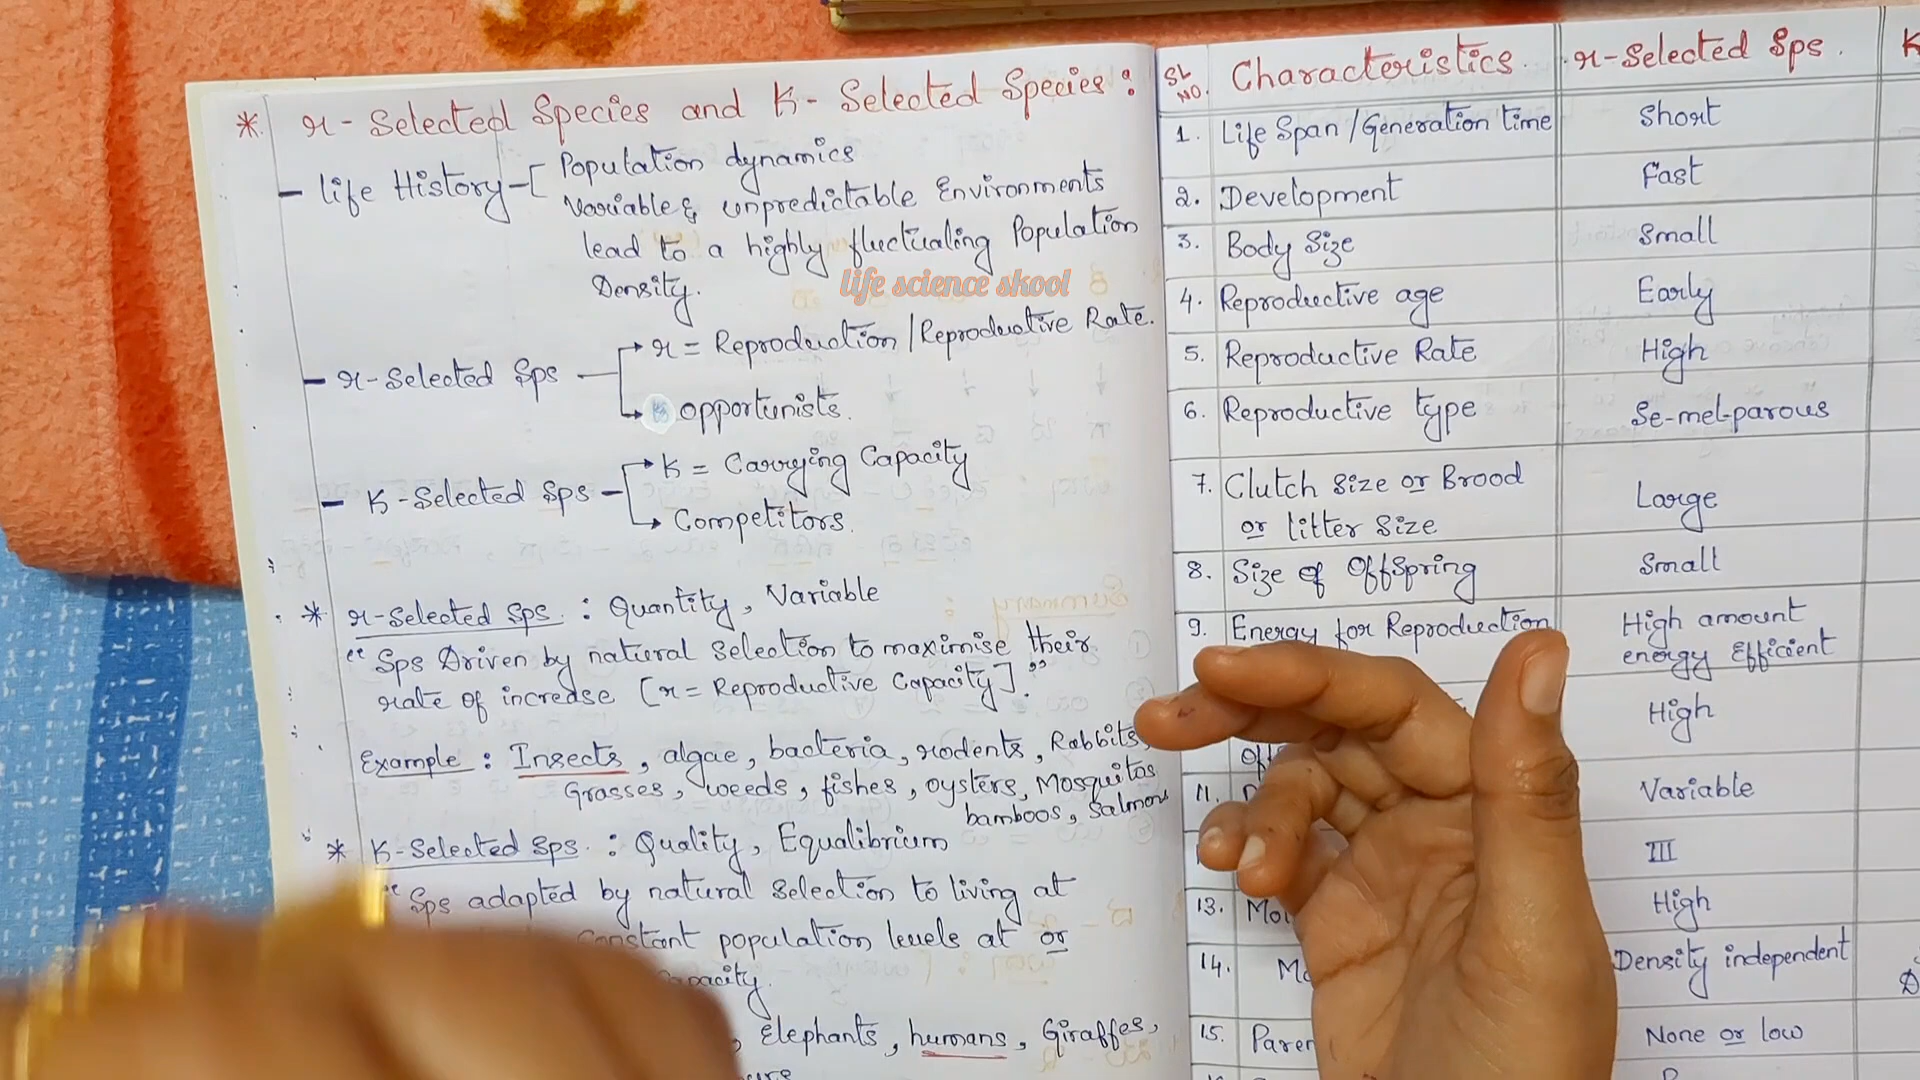 * r-Selected Species and K-Selected Species:
- life History-[ Population dynamics
Variable & unpredictable Environments
lead to a highly fluctuating Population
Density.
life science skool
- r-Selected Sps → r = Reproduction/Reproductive Rate.
→ opportunists.
- K-Selected Sps → K = Carrying Capacity
→ Competitors.
* r-Selected Sps. : Quantity, Variable
"Sps Driven by natural Selection to maximise their
rate of increase [r = Reproductive Capacity]."
Example : Insects, algae, bacteria, rodents, Rabbits,
Grasses, weeds, fishes, oysters, Mosquitos
bamboos, Salmons
* K-Selected Sps. : Quality, Equalibrium
"Sps adapted by natural Selection to living at
constant population levels at or
apacity.
, Elephants, humans, Giraffes,
SL NO. Characteristics r-Selected Sps. K
1. Life Span/Generation time Short
2. Development fast
3. Body Size Small
4. Reproductive age Early
5. Reproductive Rate High
6. Reproductive type Se-mel-parous
7. Clutch Size or Brood
or litter Size Large
8. Size of Offspring Small
9. Energy for Reproduction High amount
energy Efficient
High
11. Variable
III
13. High
14. Density independent
15. Paren None or low